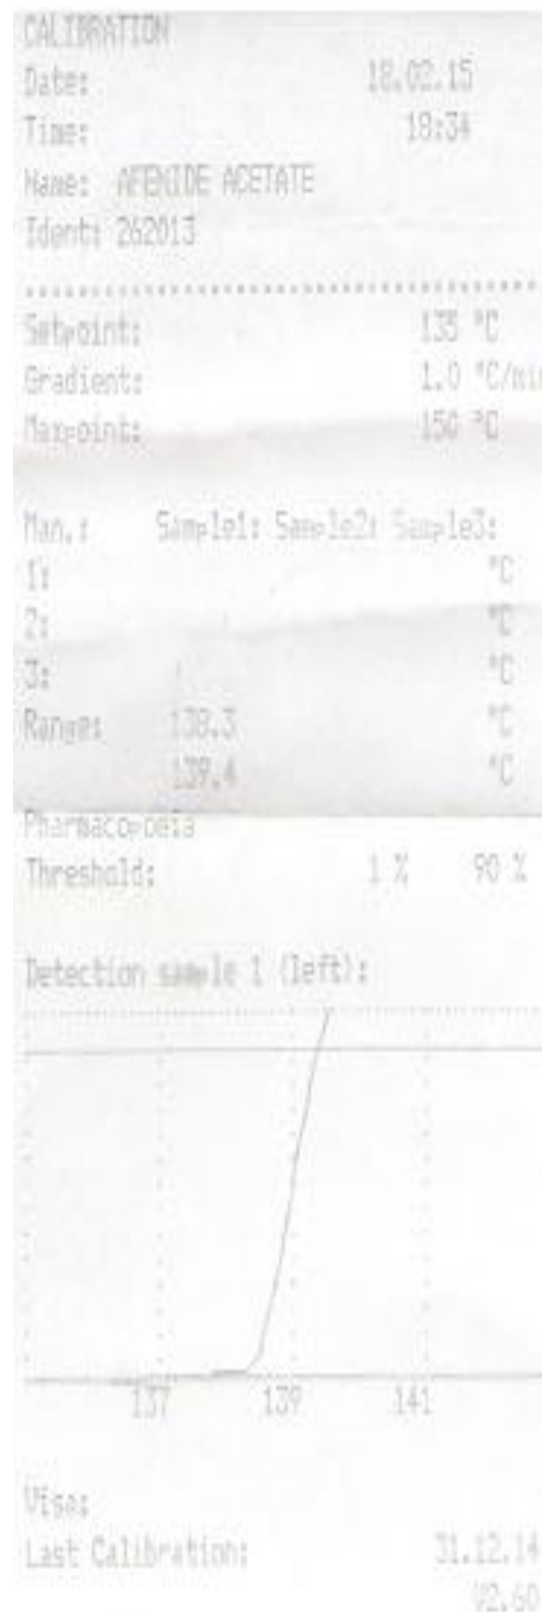 CALIBRATION
Date: 18.02.15
Time: 18:34
Name: AFENIDE ACETATE
Ident: 262013
Setpoint: 135 °C
Gradient: 1.0 °C/min
Maxpoint: 150 °C
Man.: Sample1: Sample2: Sample3:
1: °C
2: °C
3: °C
Range: 138.3 °C
139.4 °C
Pharmacopoeia
Threshold: 1 % 90 %
Detection sample 1 (left):
137 139 141
Visa:
Last Calibration: 31.12.14
V2.60